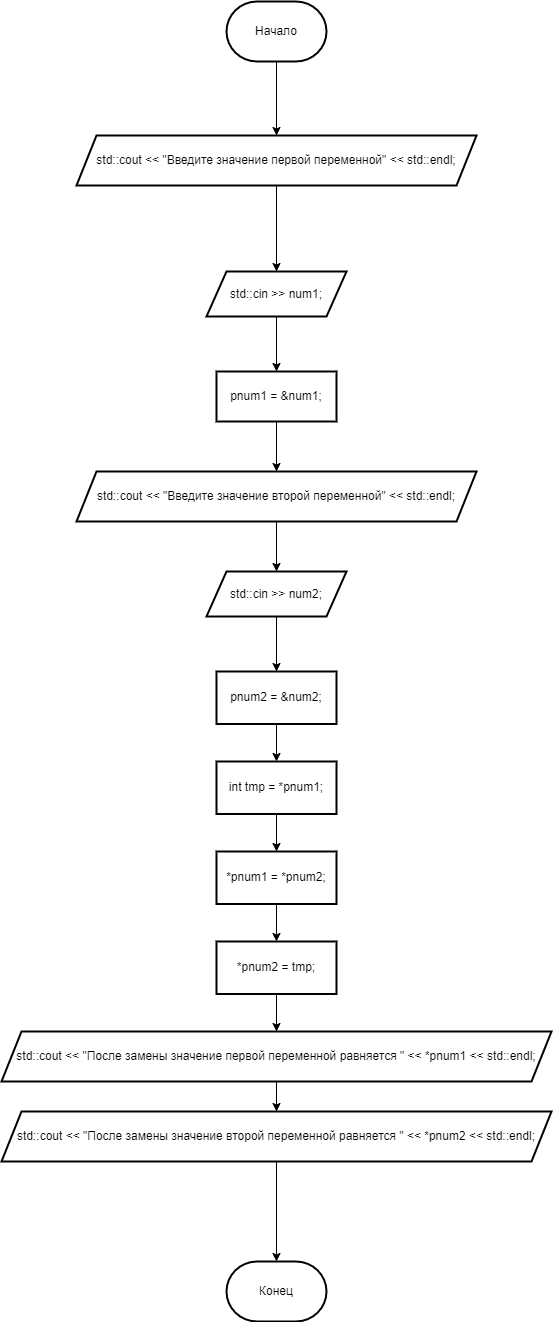 Начало
std::cout << "Введите значение первой переменной" << std::endl;
std::cin >> num1;
pnum1 = &num1;
std::cout << "Введите значение второй переменной" << std::endl;
std::cin >> num2;
pnum2 = &num2;
int tmp = *pnum1;
*pnum1 = *pnum2;
*pnum2 = tmp;
std::cout << "После замены значение первой переменной равняется " << *pnum1 << std::endl;
std::cout << "После замены значение второй переменной равняется " << *pnum2 << std::endl;
Конец